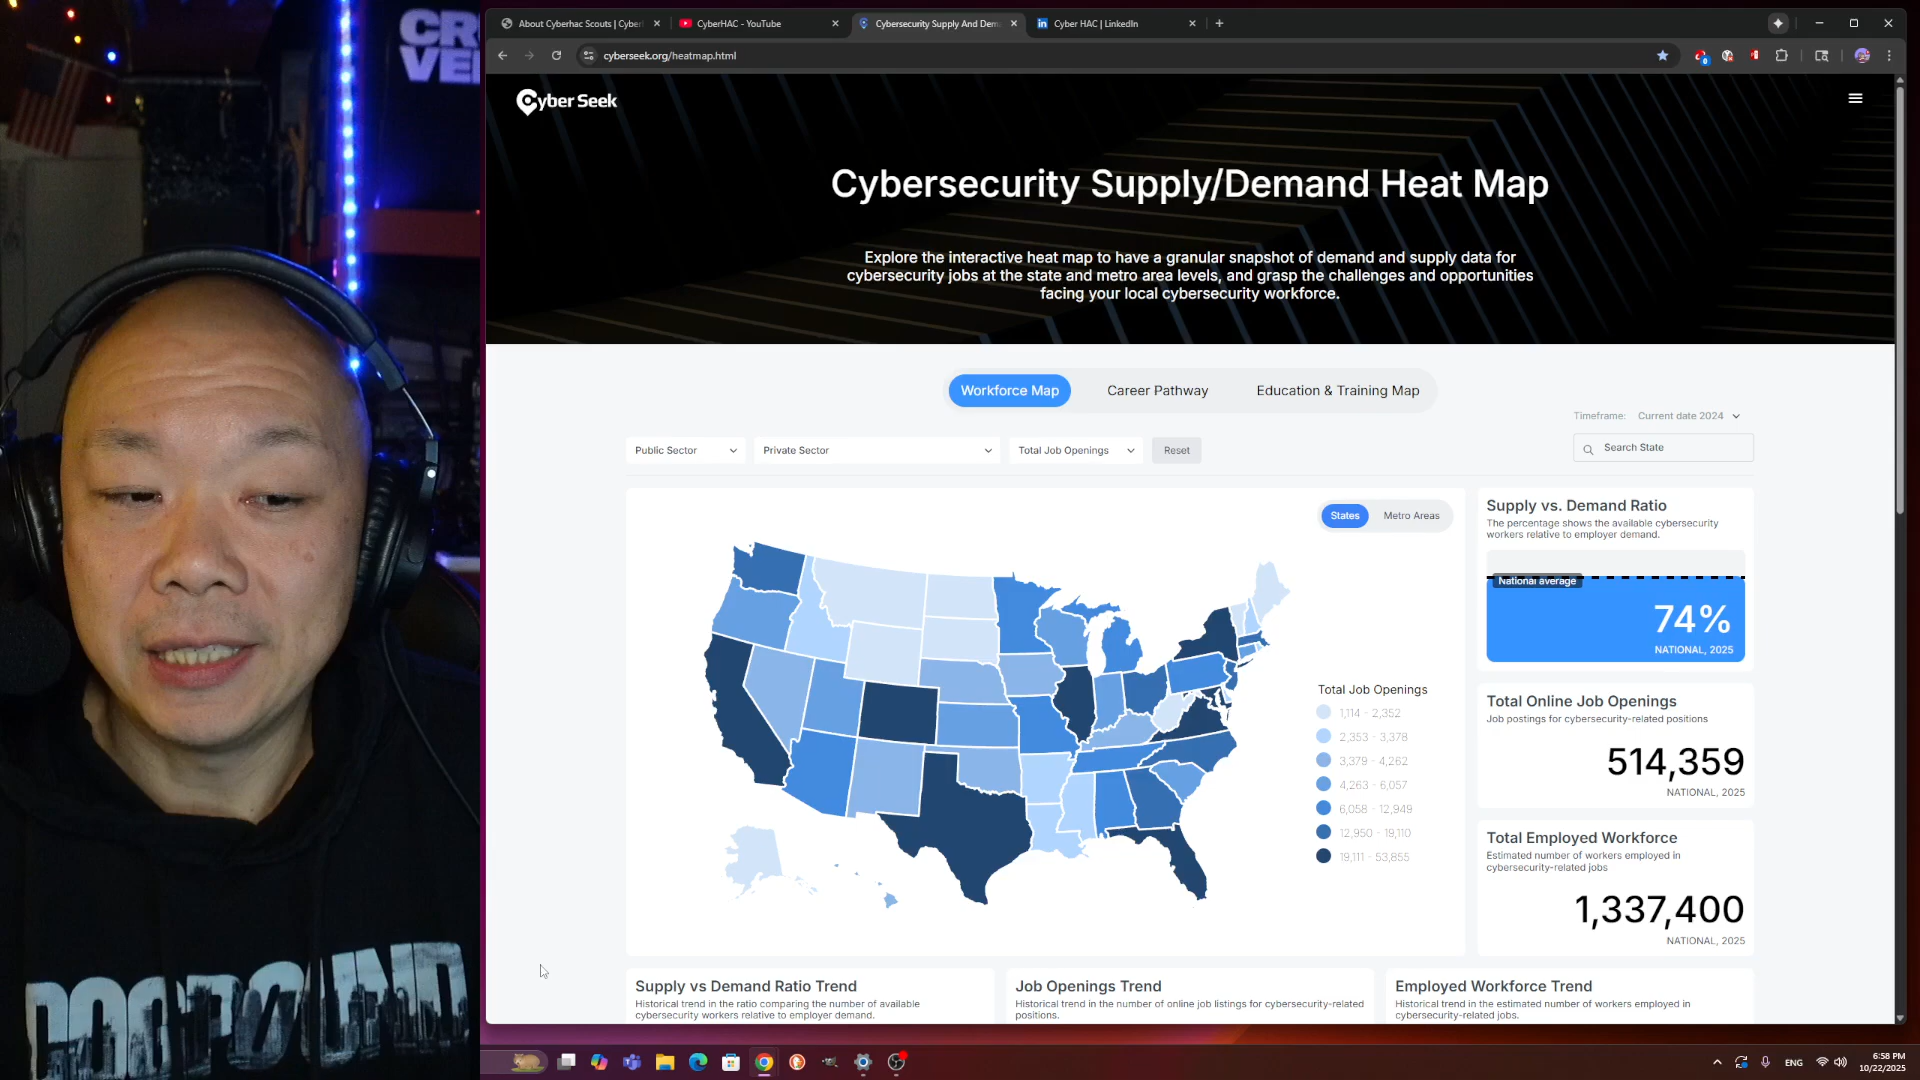 CR
VE
DOGPOUND
About Cyberhac Scouts | Cyber
CyberHAC - YouTube
Cybersecurity Supply And Dem
Cyber HAC | LinkedIn
cyberseek.org/heatmap.html
Cyber Seek
Cybersecurity Supply/Demand Heat Map
Explore the interactive heat map to have a granular snapshot of demand and supply data for
cybersecurity jobs at the state and metro area levels, and grasp the challenges and opportunities
facing your local cybersecurity workforce.
Workforce Map
Career Pathway
Education & Training Map
Timeframe: Current date 2024
Public Sector
Private Sector
Total Job Openings
Reset
Search State
States
Metro Areas
Total Job Openings
1,114 - 2,352
2,353 - 3,378
3,379 - 4,262
4,263 - 6,057
6,058 - 12,949
12,950 - 19,110
19,111 - 53,855
Supply vs. Demand Ratio
The percentage shows the available cybersecurity
workers relative to employer demand.
National average
74%
NATIONAL, 2025
Total Online Job Openings
Job postings for cybersecurity-related positions
514,359
NATIONAL, 2025
Total Employed Workforce
Estimated number of workers employed in
cybersecurity-related jobs
1,337,400
NATIONAL, 2025
Supply vs Demand Ratio Trend
Historical trend in the ratio comparing the number of available
cybersecurity workers relative to employer demand.
Job Openings Trend
Historical trend in the number of online job listings for cybersecurity-related
positions.
Employed Workforce Trend
Historical trend in the estimated number of workers employed in
cybersecurity-related jobs.
ENG
6:58 PM
10/22/2025